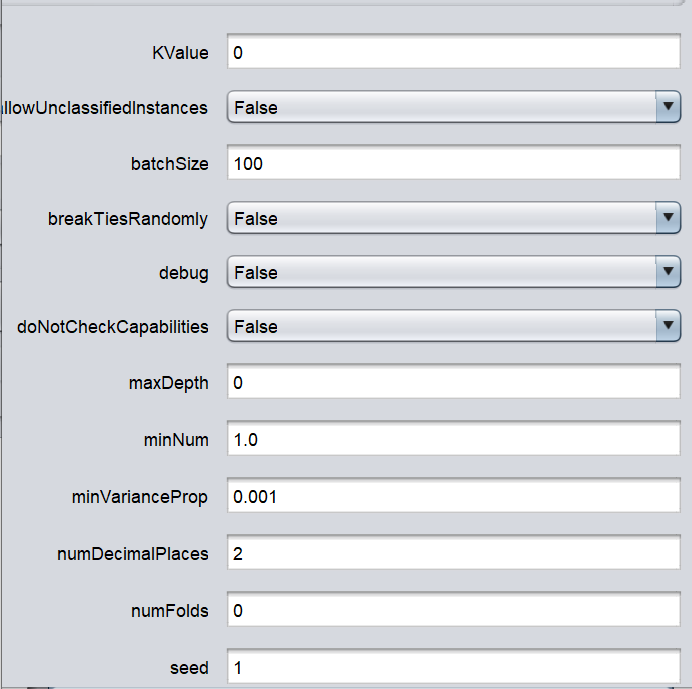 KValue 0
llowUnclassifiedInstances False
batchSize 100
breakTiesRandomly False
debug False
doNotCheckCapabilities False
maxDepth 0
minNum 1.0
minVarianceProp 0.001
numDecimalPlaces 2
numFolds 0
seed 1